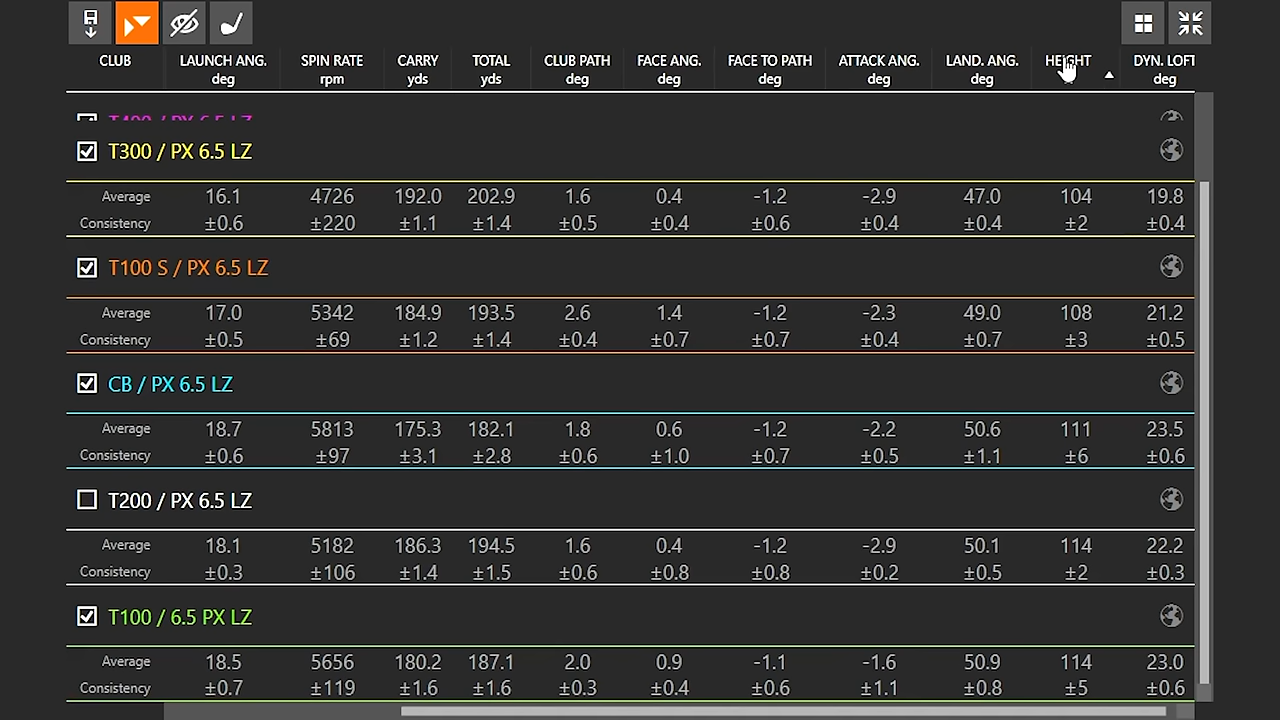 CLUB LAUNCH ANG. SPIN RATE CARRY TOTAL CLUB PATH FACE ANG. FACE TO PATH ATTACK ANG. LAND. ANG. HEIGHT DYN. LOFT
deg rpm yds yds deg deg deg deg deg deg
T300 / PX 6.5 LZ
Average 16.1 4726 192.0 202.9 1.6 0.4 -1.2 -2.9 47.0 104 19.8
Consistency ±0.6 ±220 ±1.1 ±1.4 ±0.5 ±0.4 ±0.6 ±0.4 ±0.4 ±2 ±0.4
T100 S / PX 6.5 LZ
Average 17.0 5342 184.9 193.5 2.6 1.4 -1.2 -2.3 49.0 108 21.2
Consistency ±0.5 ±69 ±1.2 ±1.4 ±0.4 ±0.7 ±0.7 ±0.4 ±0.7 ±3 ±0.5
CB / PX 6.5 LZ
Average 18.7 5813 175.3 182.1 1.8 0.6 -1.2 -2.2 50.6 111 23.5
Consistency ±0.6 ±97 ±3.1 ±2.8 ±0.6 ±1.0 ±0.7 ±0.5 ±1.1 ±6 ±0.6
T200 / PX 6.5 LZ
Average 18.1 5182 186.3 194.5 1.6 0.4 -1.2 -2.9 50.1 114 22.2
Consistency ±0.3 ±106 ±1.4 ±1.5 ±0.6 ±0.8 ±0.8 ±0.2 ±0.5 ±2 ±0.3
T100 / 6.5 PX LZ
Average 18.5 5656 180.2 187.1 2.0 0.9 -1.1 -1.6 50.9 114 23.0
Consistency ±0.7 ±119 ±1.6 ±1.6 ±0.3 ±0.4 ±0.6 ±1.1 ±0.8 ±5 ±0.6